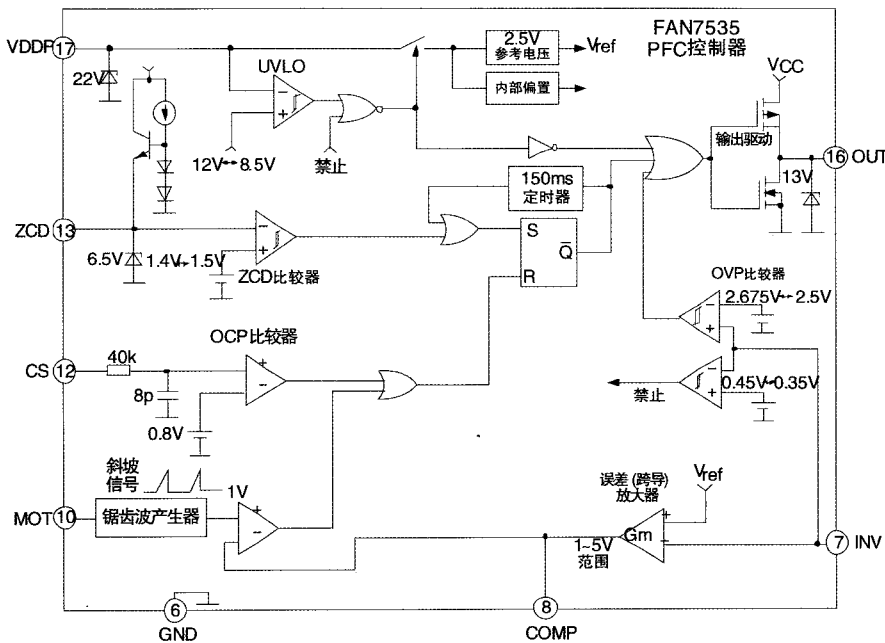 FAN7535
PFC控制器
VDDP
17
22V
UVLO
12V↔8.5V
禁止
2.5V
参考电压
Vref
内部偏置
VCC
输出驱动
16
OUT
13V
150ms
定时器
ZCD
13
6.5V
1.4V↔1.5V
ZCD比较器
S
R
Q̅
OVP比较器
2.675V↔2.5V
0.45V↔0.35V
禁止
OCP比较器
CS
12
40k
8p
0.8V
斜坡
信号
1V
MOT
10
锯齿波产生器
误差(跨导)
放大器
Vref
Gm
1~5V
范围
7
INV
6
GND
8
COMP